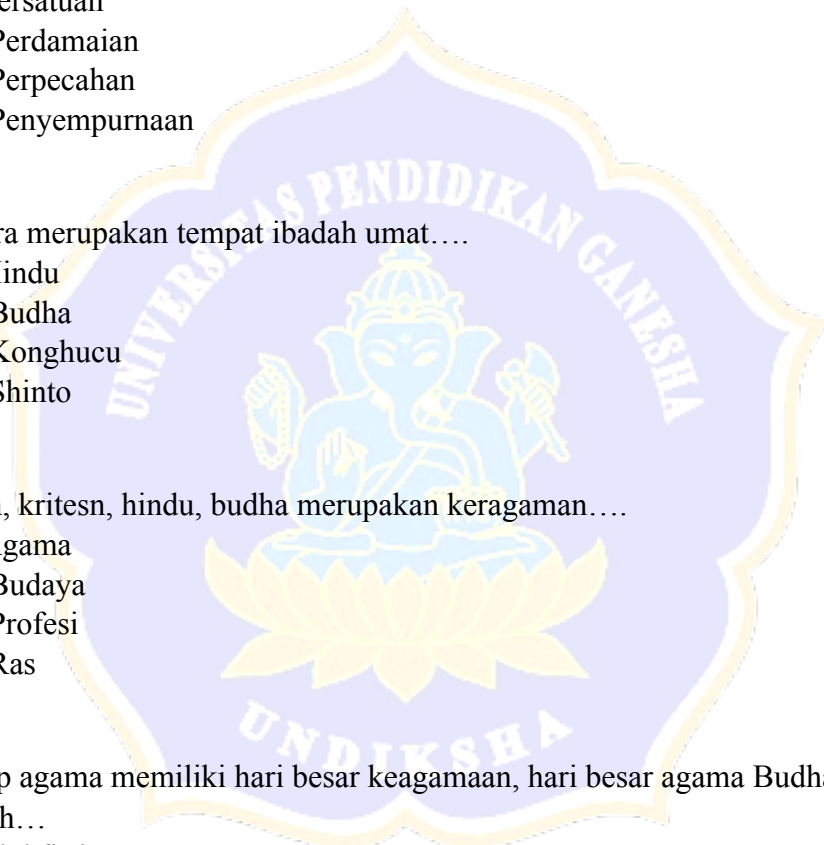 ersatuan
Perdamaian
Perpecahan
Penyempurnaan
UNIVERSITAS PENDIDIKAN GANESHA
ra merupakan tempat ibadah umat….
Hindu
Budha
Konghucu
Shinto
, kritesn, hindu, budha merupakan keragaman….
Agama
Budaya
Profesi
Ras
UNDIKSHA
p agama memiliki hari besar keagamaan, hari besar agama Budha
h…